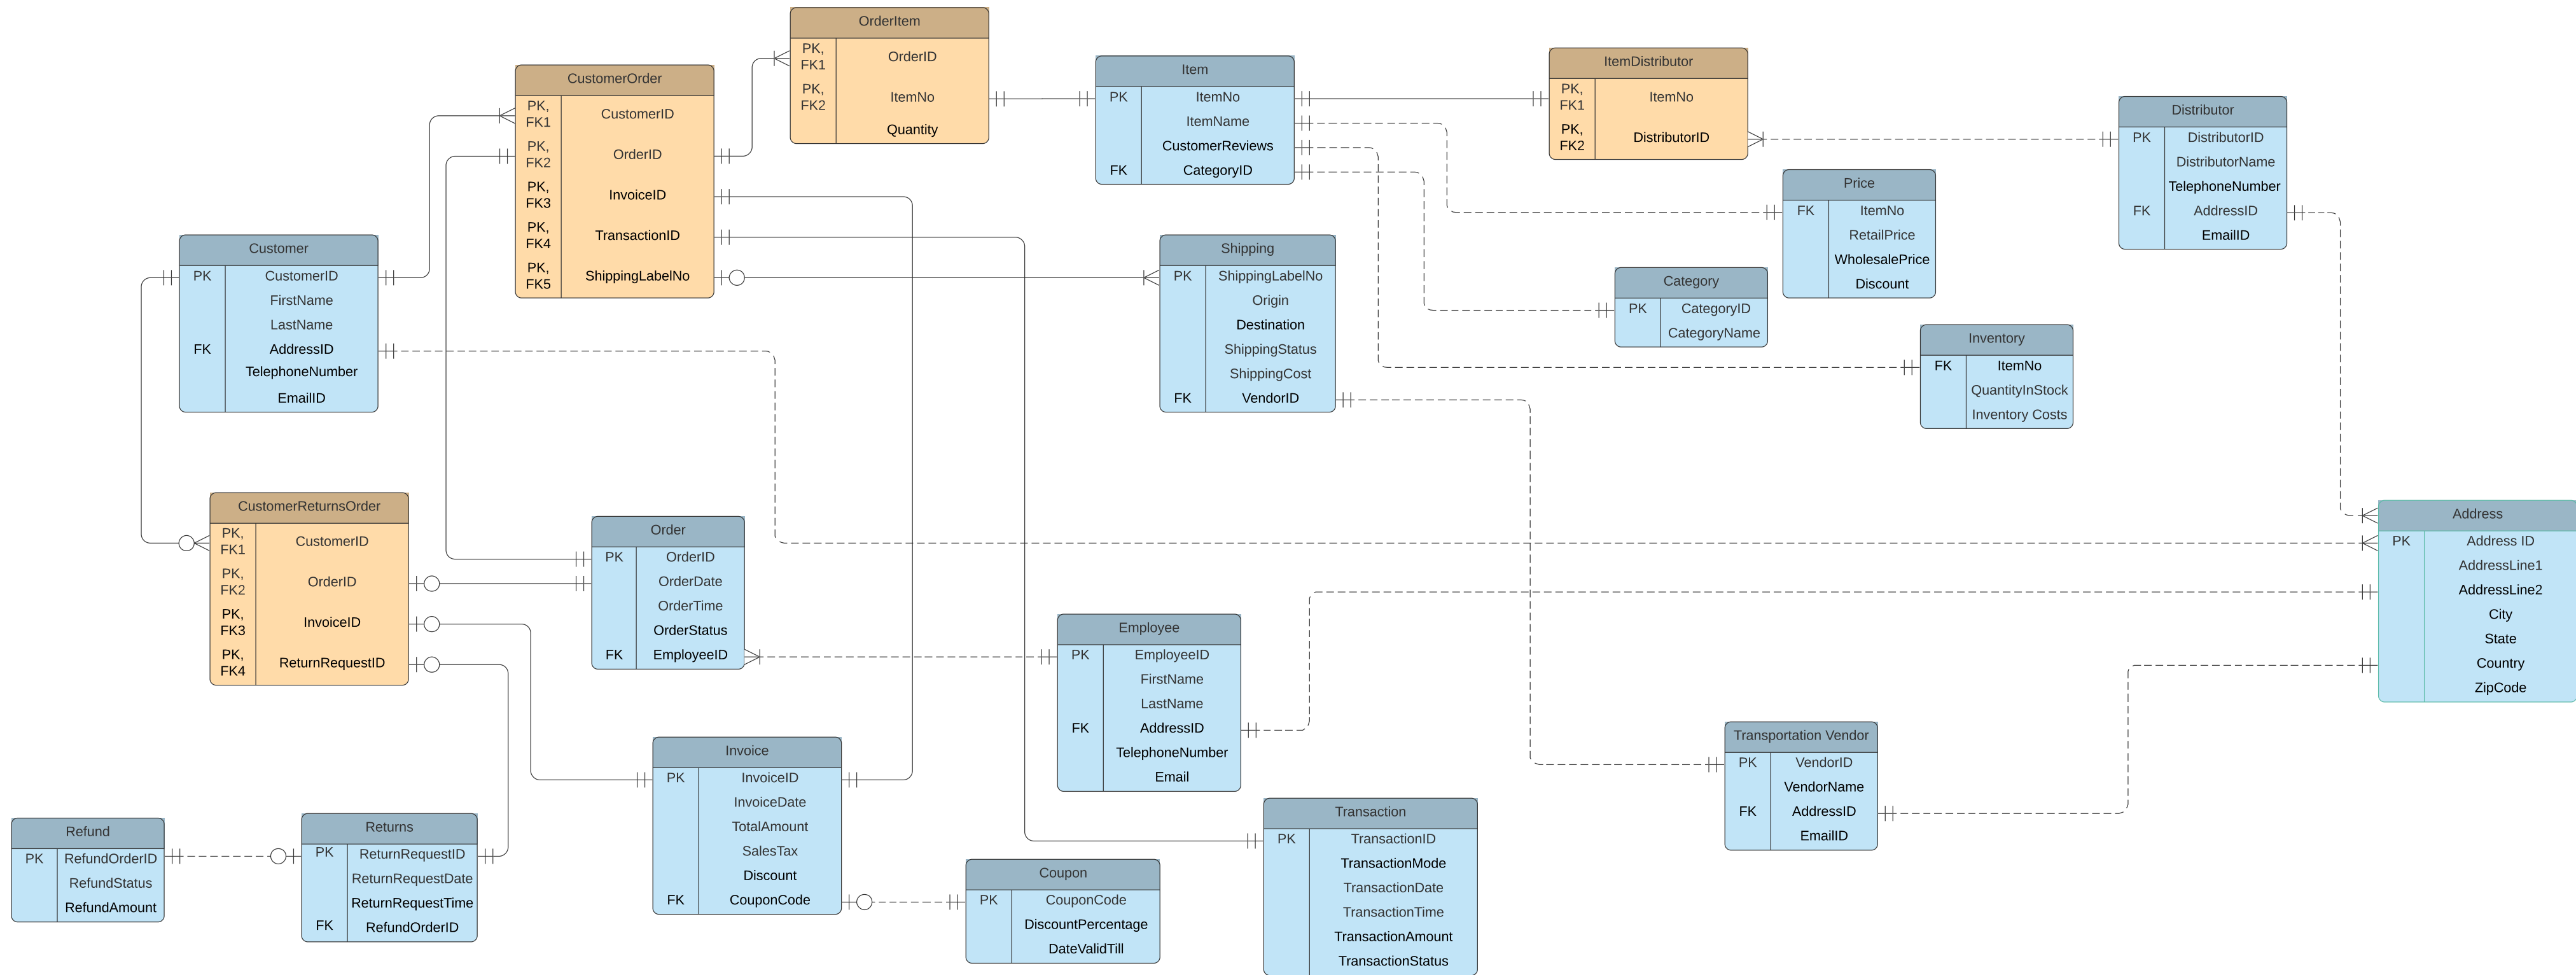 OrderItem
PK,
FK1
OrderID
PK,
FK2
ItemNo
Quantity
CustomerOrder
PK,
FK1
CustomerID
PK,
FK2
OrderID
PK,
FK3
InvoiceID
PK,
FK4
TransactionID
PK,
FK5
ShippingLabelNo
Item
PK ItemNo
ItemName
CustomerReviews
FK CategoryID
ItemDistributor
PK,
FK1
ItemNo
PK,
FK2
DistributorID
Distributor
PK DistributorID
DistributorName
TelephoneNumber
FK AddressID
EmailID
Price
FK ItemNo
RetailPrice
WholesalePrice
Discount
Customer
PK CustomerID
FirstName
LastName
FK AddressID
TelephoneNumber
EmailID
Shipping
PK ShippingLabelNo
Origin
Destination
ShippingStatus
ShippingCost
FK VendorID
Category
PK CategoryID
CategoryName
Inventory
FK ItemNo
QuantityInStock
Inventory Costs
CustomerReturnsOrder
PK,
FK1
CustomerID
PK,
FK2
OrderID
PK,
FK3
InvoiceID
PK,
FK4
ReturnRequestID
Order
PK OrderID
OrderDate
OrderTime
OrderStatus
FK EmployeeID
Address
PK Address ID
AddressLine1
AddressLine2
City
State
Country
ZipCode
Employee
PK EmployeeID
FirstName
LastName
FK AddressID
TelephoneNumber
Email
Transportation Vendor
PK VendorID
VendorName
FK AddressID
EmailID
Invoice
PK InvoiceID
InvoiceDate
TotalAmount
SalesTax
Discount
FK CouponCode
Refund
PK RefundOrderID
RefundStatus
RefundAmount
Returns
PK ReturnRequestID
ReturnRequestDate
ReturnRequestTime
FK RefundOrderID
Coupon
PK CouponCode
DiscountPercentage
DateValidTill
Transaction
PK TransactionID
TransactionMode
TransactionDate
TransactionTime
TransactionAmount
TransactionStatus